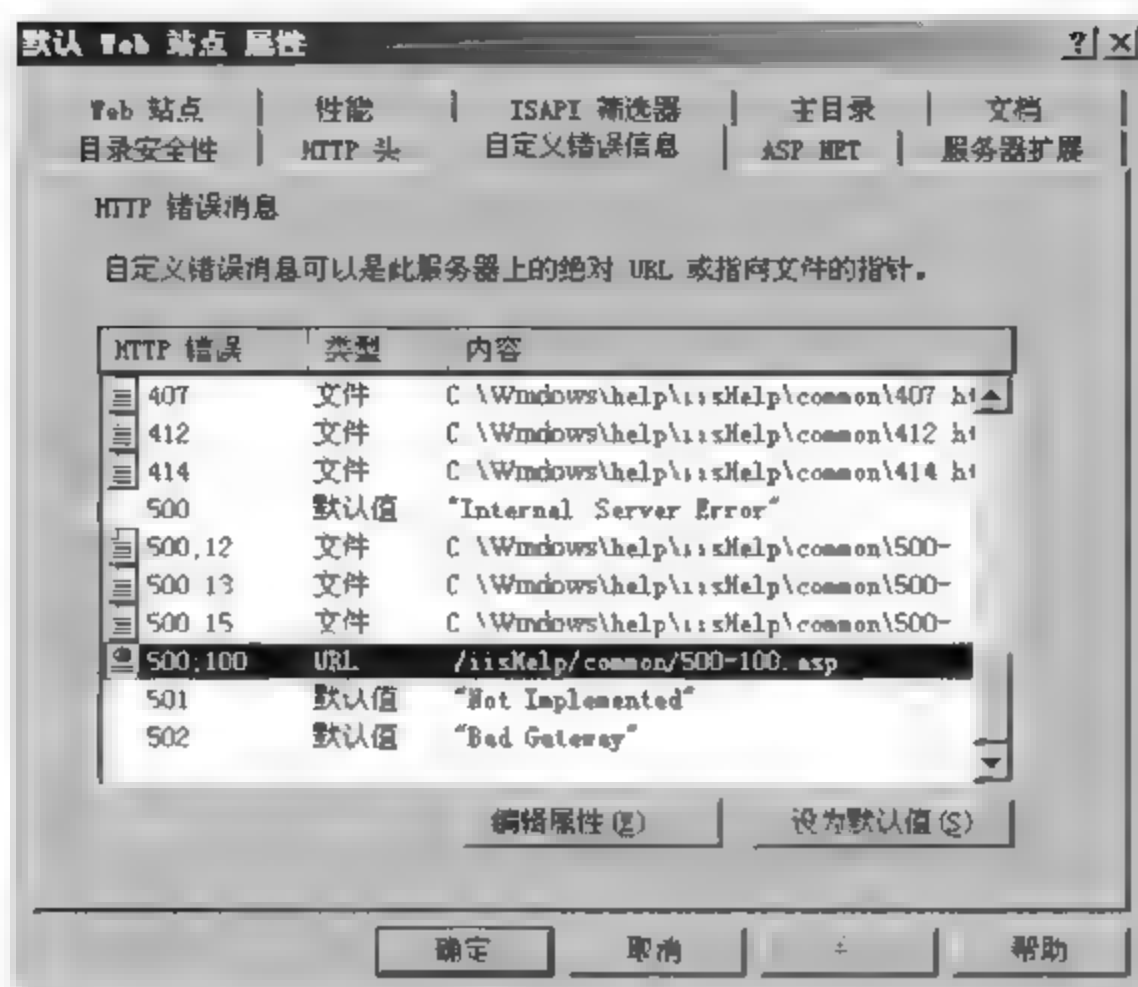 默认 Web 站点 属性
Web 站点 性能 ISAPI 筛选器 主目录 文档
目录安全性 HTTP 头 自定义错误信息 ASP NET 服务器扩展
HTTP 错误消息
自定义错误消息可以是此服务器上的绝对 URL 或指向文件的指针。
HTTP 错误 类型 内容
407 文件 C \Windows\help\iisHelp\common\407 ht
412 文件 C \Windows\help\iisHelp\common\412 ht
414 文件 C \Windows\help\iisHelp\common\414 ht
500 默认值 "Internal Server Error"
500,12 文件 C \Windows\help\iisHelp\common\500-
500 13 文件 C \Windows\help\iisHelp\common\500-
500 15 文件 C \Windows\help\iisHelp\common\500-
500;100 URL /iisHelp/common/500-100.asp
501 默认值 "Not Implemented"
502 默认值 "Bad Gateway"
编辑属性(E) 设为默认值(S)
确定 取消 帮助